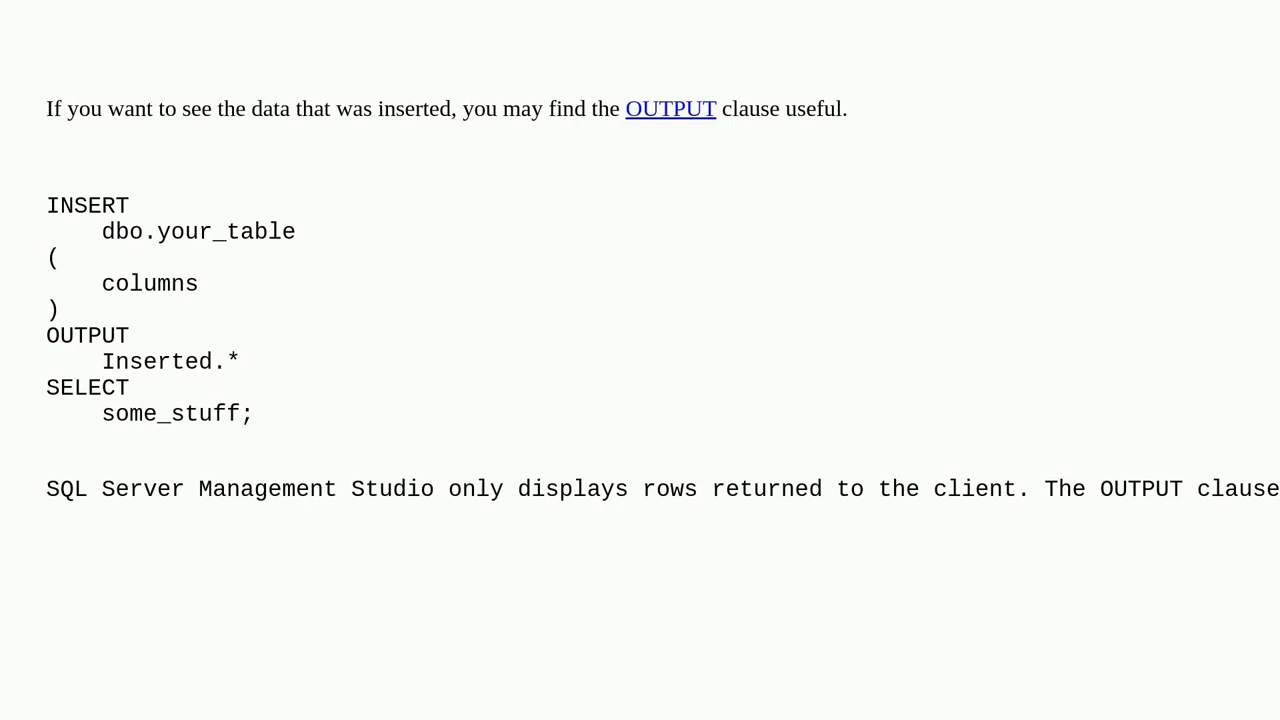 If you want to see the data that was inserted, you may find the OUTPUT clause useful.
INSERT
    dbo.your_table
(
    columns
)
OUTPUT
    Inserted.*
SELECT
    some_stuff;
SQL Server Management Studio only displays rows returned to the client. The OUTPUT clause